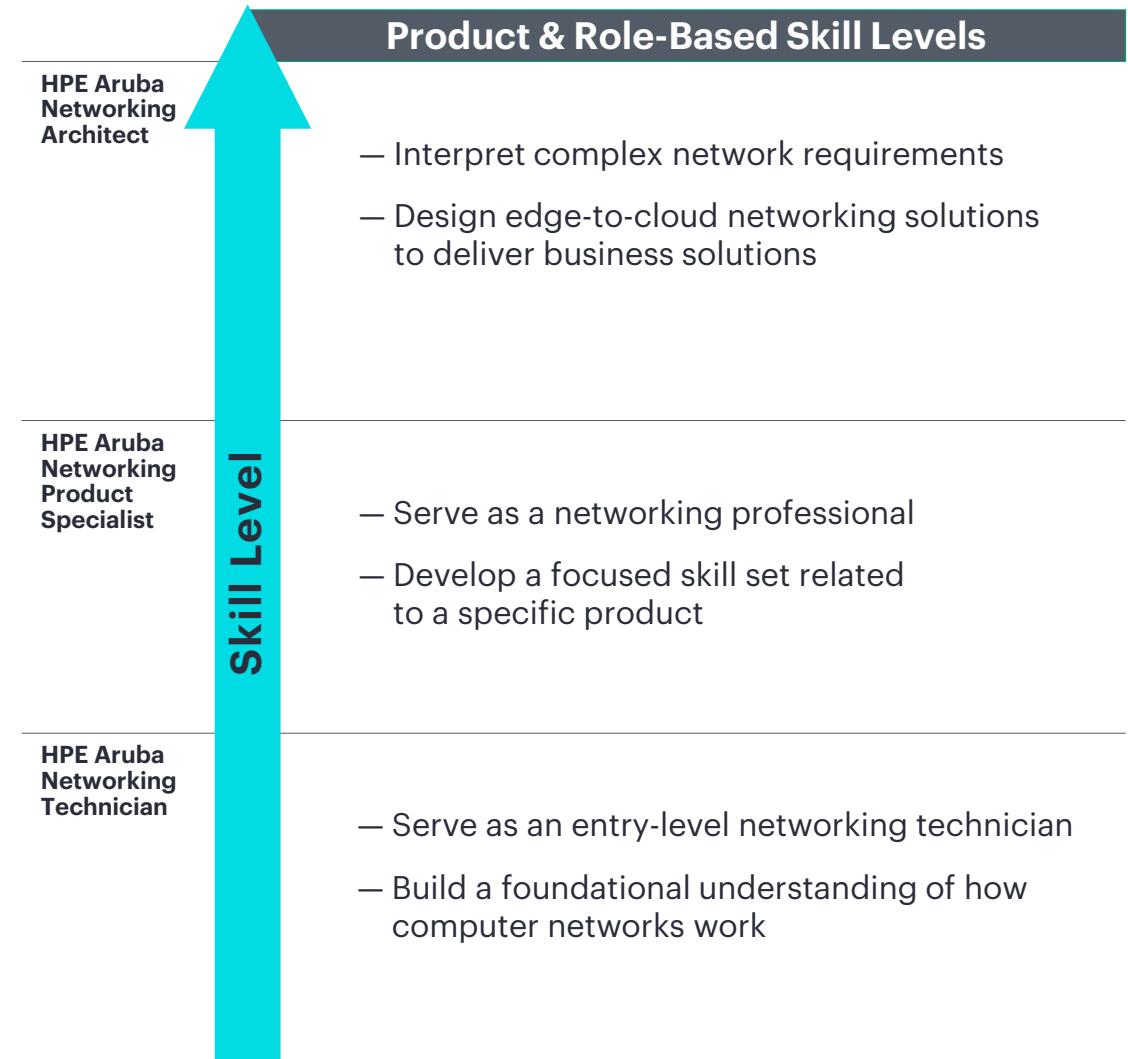 Product & Role-Based Skill Levels
HPE Aruba
Networking
Architect
— Interpret complex network requirements
— Design edge-to-cloud networking solutions
to deliver business solutions
HPE Aruba
Networking
Product
Specialist
Skill Level
— Serve as a networking professional
— Develop a focused skill set related
to a specific product
HPE Aruba
Networking
Technician
— Serve as an entry-level networking technician
— Build a foundational understanding of how
computer networks work